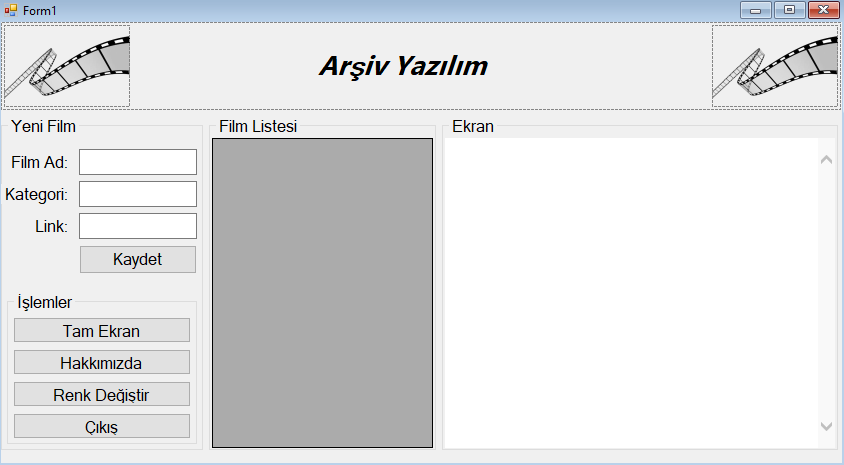 Form1
Arşiv Yazılım
Yeni Film
Film Ad:
Kategori:
Link:
Kaydet
İşlemler
Tam Ekran
Hakkımızda
Renk Değiştir
Çıkış
Film Listesi
Ekran